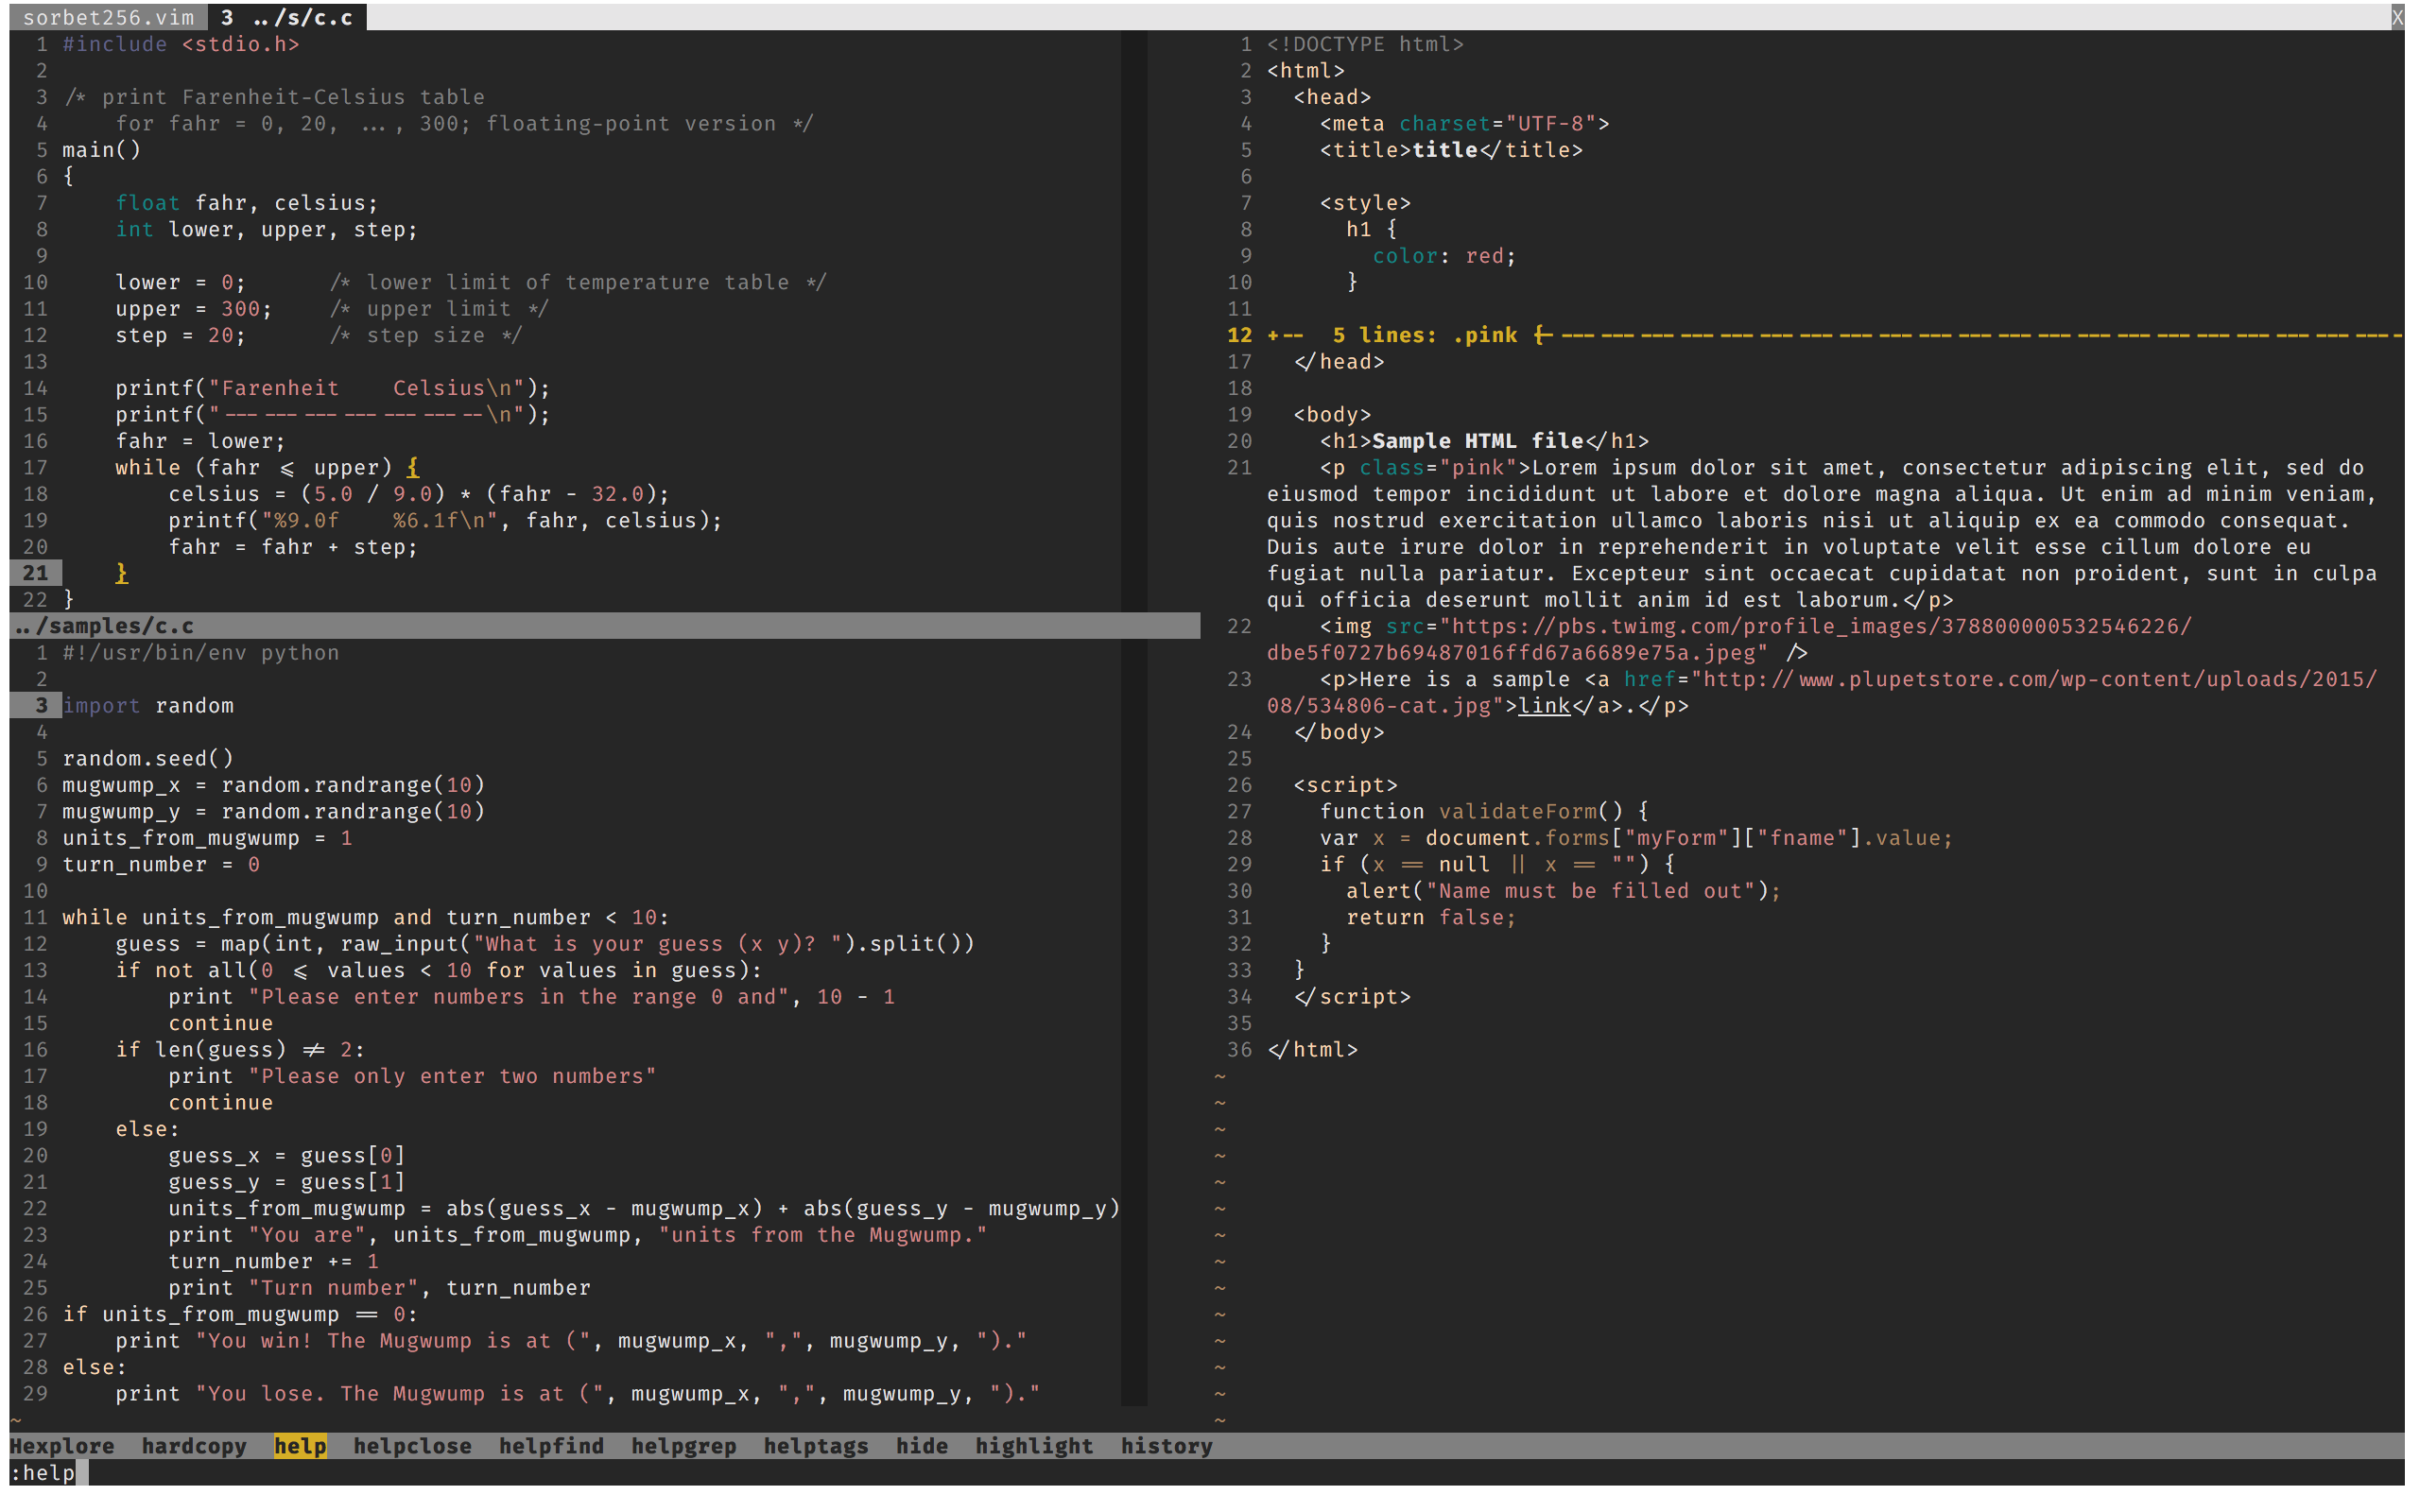 sorbet256.vim  3 ../s/c.c X
1 #include <stdio.h>
2
3 /* print Farenheit-Celsius table
4     for fahr = 0, 20, ..., 300; floating-point version */
5 main()
6 {
7     float fahr, celsius;
8     int lower, upper, step;
9
10     lower = 0;      /* lower limit of temperature table */
11     upper = 300;    /* upper limit */
12     step = 20;      /* step size */
13
14     printf("Farenheit    Celsius\n");
15     printf("--------------------\n");
16     fahr = lower;
17     while (fahr <= upper) {
18         celsius = (5.0 / 9.0) * (fahr - 32.0);
19         printf("%9.0f    %6.1f\n", fahr, celsius);
20         fahr = fahr + step;
21     }
22 }
../samples/c.c
1 #!/usr/bin/env python
2
3 import random
4
5 random.seed()
6 mugwump_x = random.randrange(10)
7 mugwump_y = random.randrange(10)
8 units_from_mugwump = 1
9 turn_number = 0
10
11 while units_from_mugwump and turn_number < 10:
12     guess = map(int, raw_input("What is your guess (x y)? ").split())
13     if not all(0 <= values < 10 for values in guess):
14         print "Please enter numbers in the range 0 and", 10 - 1
15         continue
16     if len(guess) != 2:
17         print "Please only enter two numbers"
18         continue
19     else:
20         guess_x = guess[0]
21         guess_y = guess[1]
22         units_from_mugwump = abs(guess_x - mugwump_x) + abs(guess_y - mugwump_y)
23         print "You are", units_from_mugwump, "units from the Mugwump."
24         turn_number += 1
25         print "Turn number", turn_number
26 if units_from_mugwump == 0:
27     print "You win! The Mugwump is at (", mugwump_x, ",", mugwump_y, ")."
28 else:
29     print "You lose. The Mugwump is at (", mugwump_x, ",", mugwump_y, ")."
~
1 <!DOCTYPE html>
2 <html>
3   <head>
4     <meta charset="UTF-8">
5     <title>title</title>
6
7     <style>
8       h1 {
9         color: red;
10       }
11
12 +--  5 lines: .pink {----------------------------------------------------------------
17   </head>
18
19   <body>
20     <h1>Sample HTML file</h1>
21     <p class="pink">Lorem ipsum dolor sit amet, consectetur adipiscing elit, sed do
eiusmod tempor incididunt ut labore et dolore magna aliqua. Ut enim ad minim veniam,
quis nostrud exercitation ullamco laboris nisi ut aliquip ex ea commodo consequat.
Duis aute irure dolor in reprehenderit in voluptate velit esse cillum dolore eu
fugiat nulla pariatur. Excepteur sint occaecat cupidatat non proident, sunt in culpa
qui officia deserunt mollit anim id est laborum.</p>
22     <img src="https://pbs.twimg.com/profile_images/378800000532546226/
dbe5f0727b69487016ffd67a6689e75a.jpeg" />
23     <p>Here is a sample <a href="http://www.plupetstore.com/wp-content/uploads/2015/
08/534806-cat.jpg">link</a>.</p>
24   </body>
25
26   <script>
27     function validateForm() {
28     var x = document.forms["myForm"]["fname"].value;
29     if (x == null || x == "") {
30       alert("Name must be filled out");
31       return false;
32     }
33   }
34   </script>
35
36 </html>
~
~
~
~
~
~
~
~
~
~
~
~
~
~
Hexplore  hardcopy  help  helpclose  helpfind  helpgrep  helptags  hide  highlight  history
:help